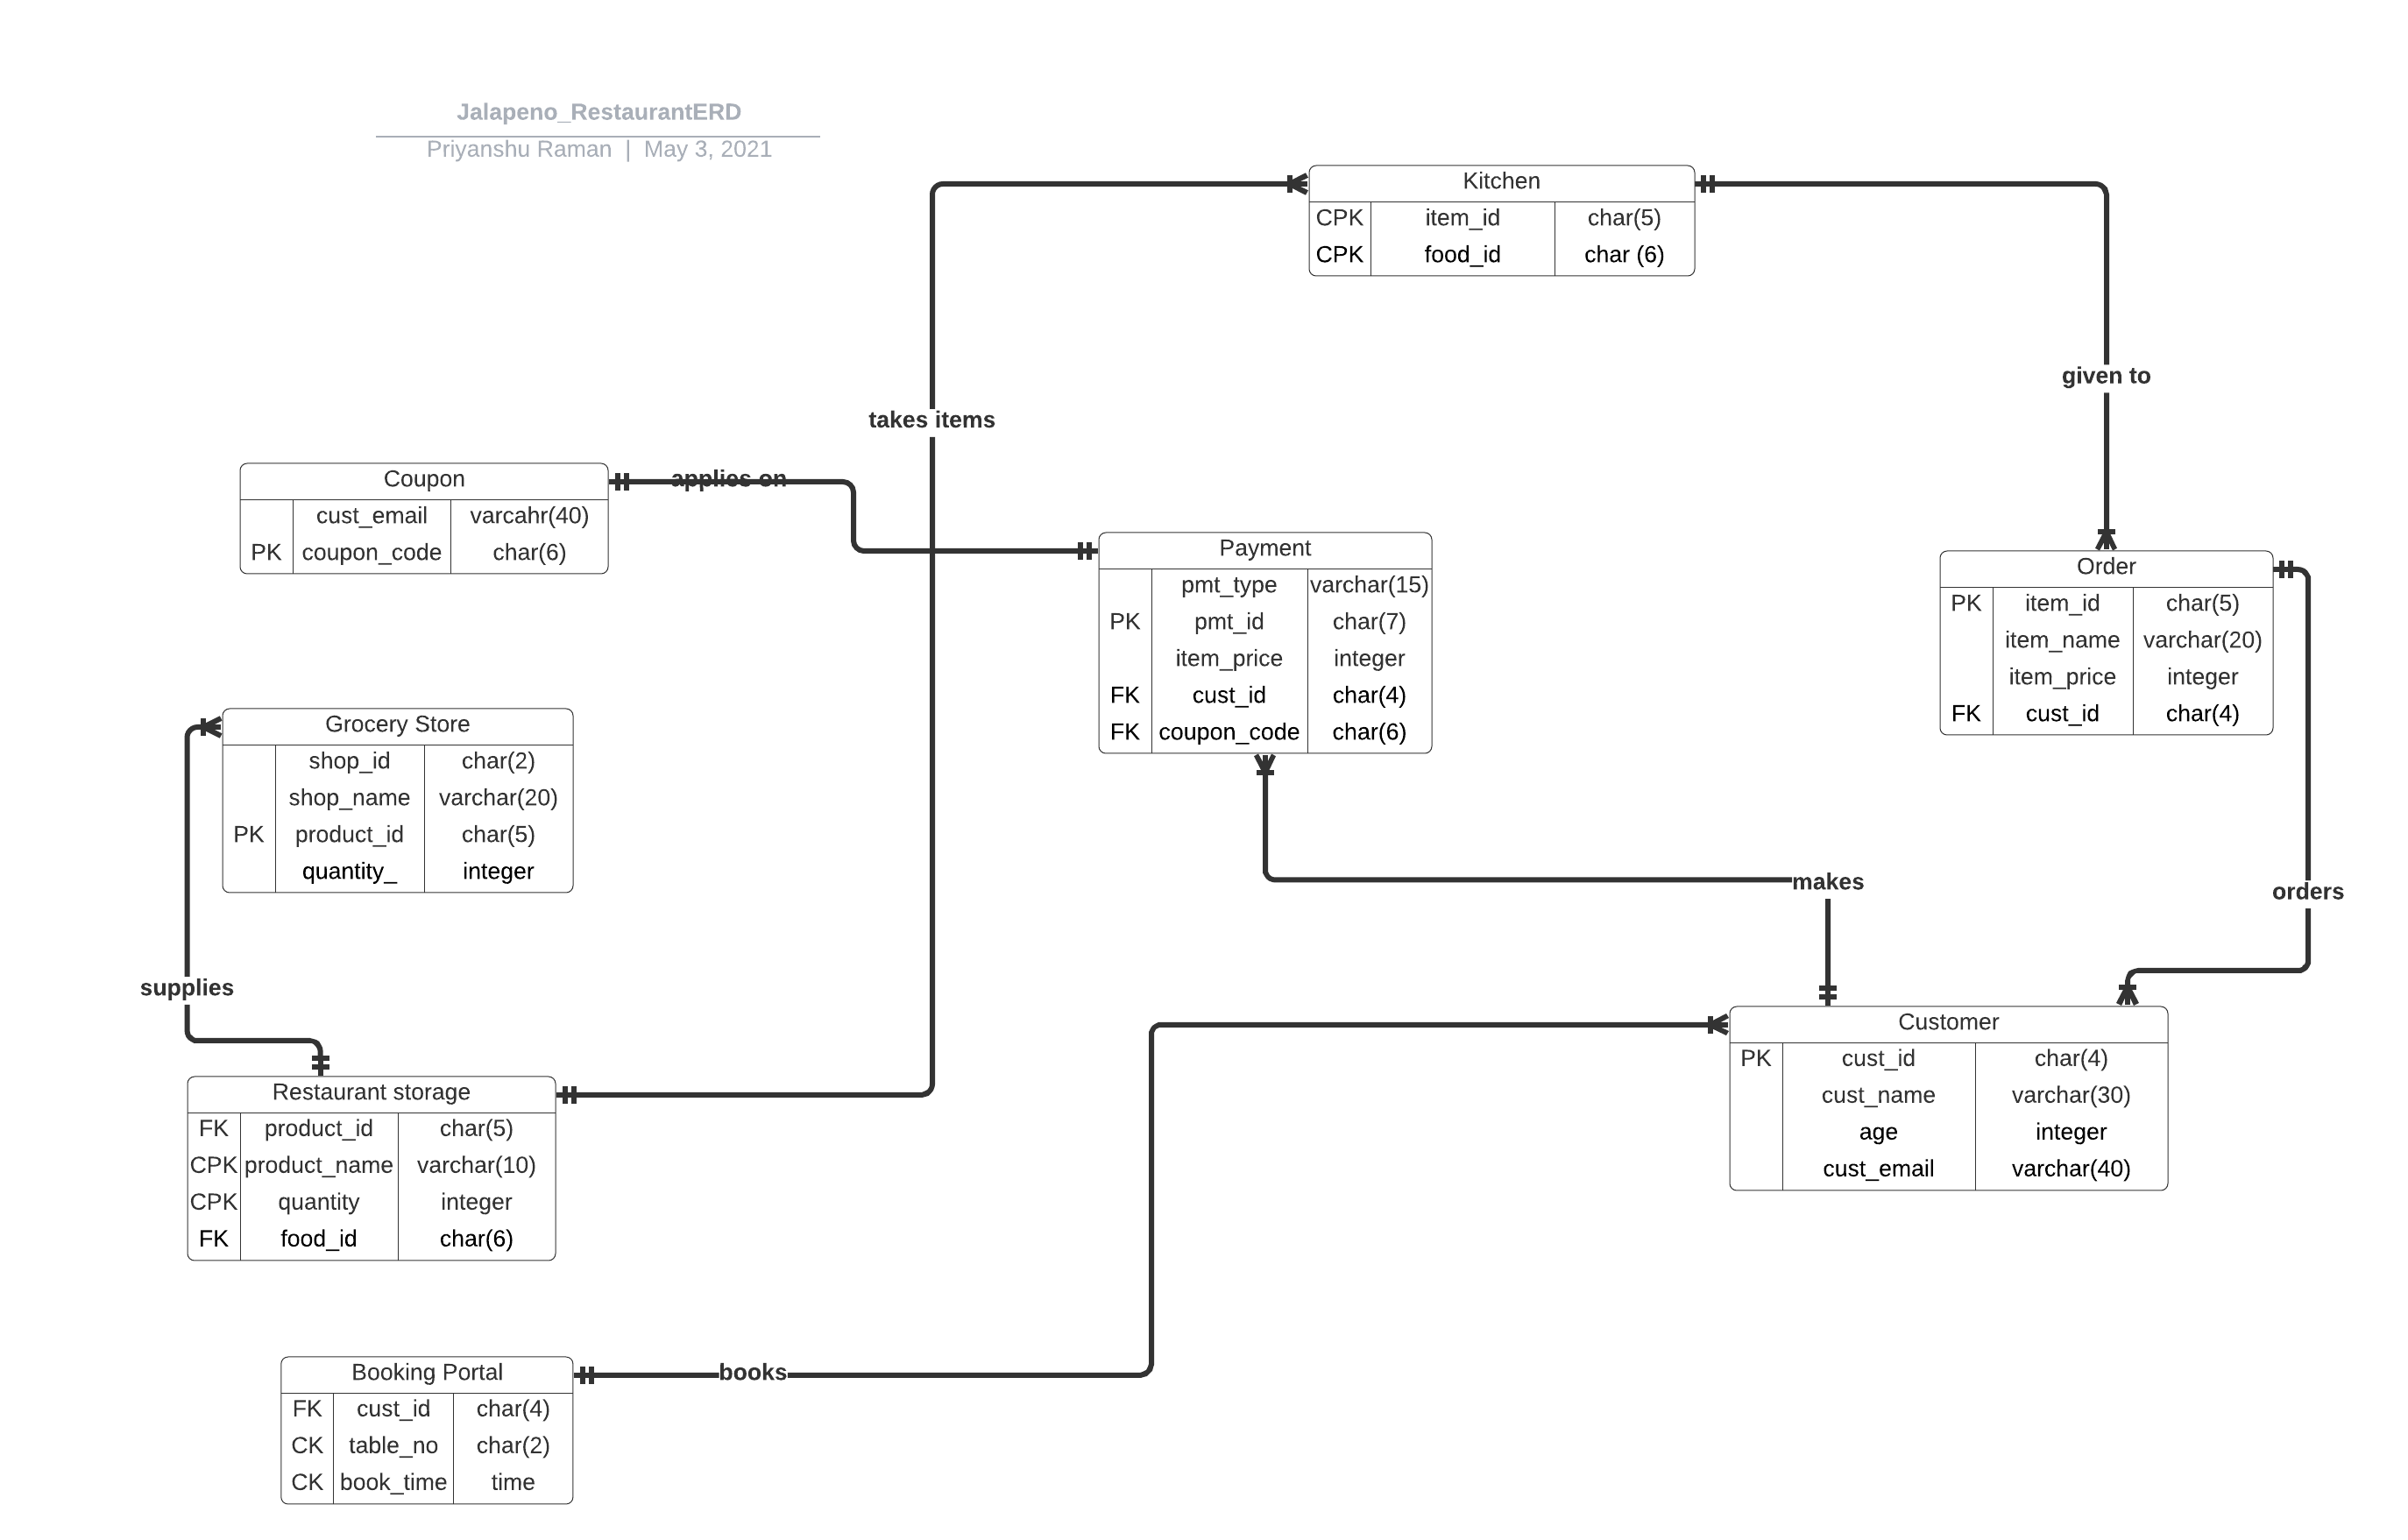 Jalapeno_RestaurantERD
Priyanshu Raman | May 3, 2021
Kitchen
CPK item_id char(5)
CPK food_id char (6)
given to
takes items
Coupon
cust_email varcahr(40)
PK coupon_code char(6)
applies on
Payment
pmt_type varchar(15)
PK pmt_id char(7)
item_price integer
FK cust_id char(4)
FK coupon_code char(6)
Order
PK item_id char(5)
item_name varchar(20)
item_price integer
FK cust_id char(4)
Grocery Store
shop_id char(2)
shop_name varchar(20)
PK product_id char(5)
quantity_ integer
makes
orders
supplies
Customer
PK cust_id char(4)
cust_name varchar(30)
age integer
cust_email varchar(40)
Restaurant storage
FK product_id char(5)
CPK product_name varchar(10)
CPK quantity integer
FK food_id char(6)
Booking Portal
FK cust_id char(4)
CK table_no char(2)
CK book_time time
books